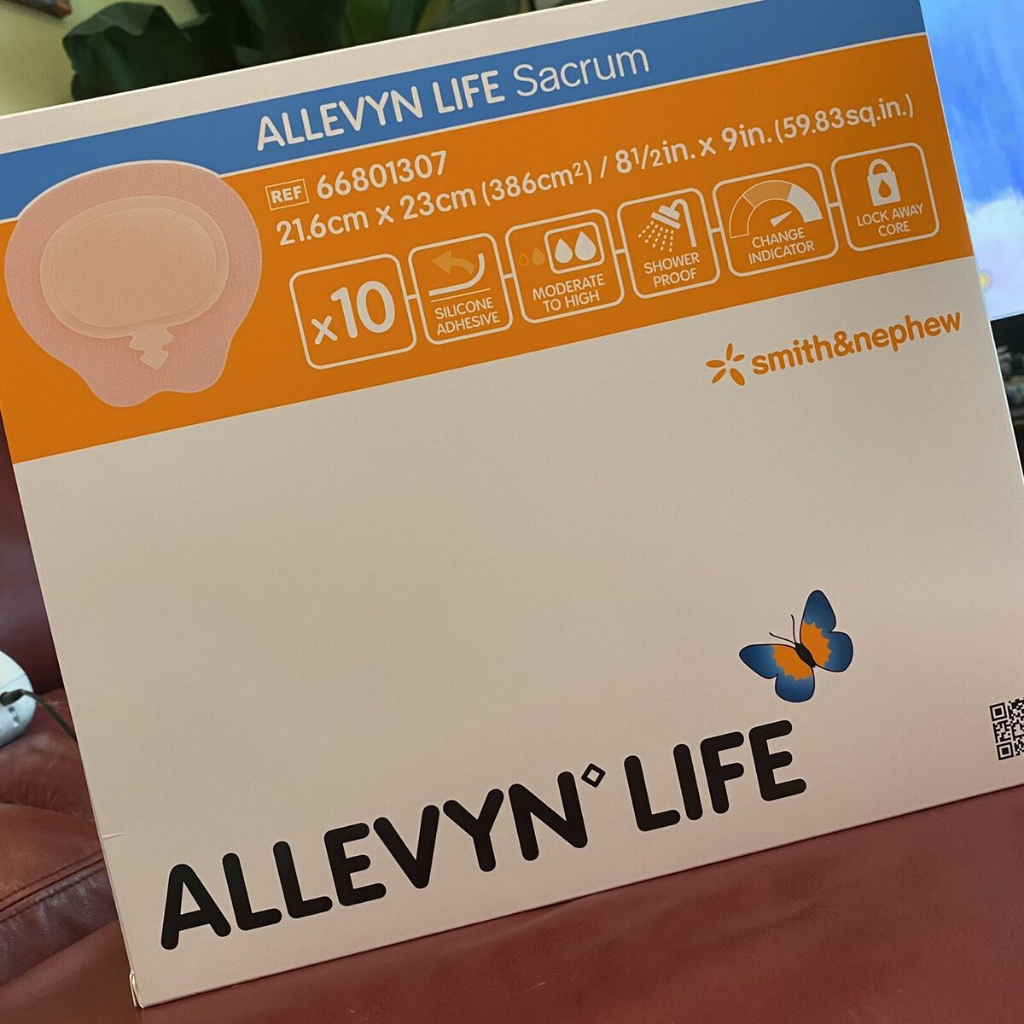 ALLEVYN LIFE Sacrum
REF 66801307
21.6cm x 23cm (386cm²) / 8½in. x 9in. (59.83sq.in.)
x10
SILICONE
ADHESIVE
MODERATE
TO HIGH
SHOWER
PROOF
CHANGE
INDICATOR
LOCK AWAY
CORE
smith&nephew
ALLEVYN◇ LIFE